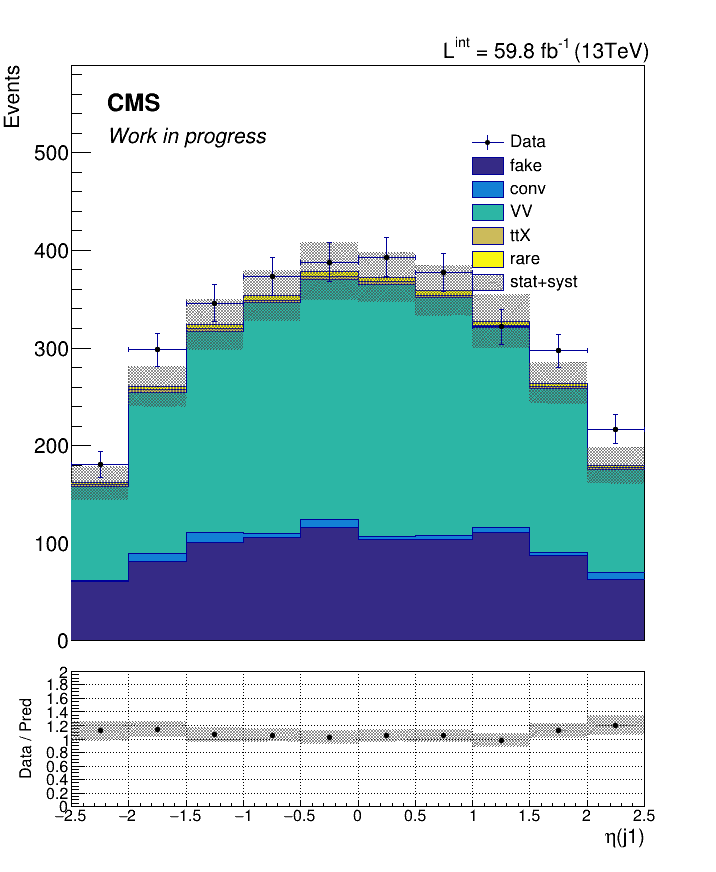 L^int = 59.8 fb^-1 (13TeV)
Events
CMS
Work in progress
Data
fake
conv
VV
ttX
rare
stat+syst
500
400
300
200
100
0
Data / Pred
2
1.8
1.6
1.4
1.2
1
0.8
0.6
0.4
0.2
0
−2.5 −2 −1.5 −1 −0.5 0 0.5 1 1.5 2 2.5
η(j1)